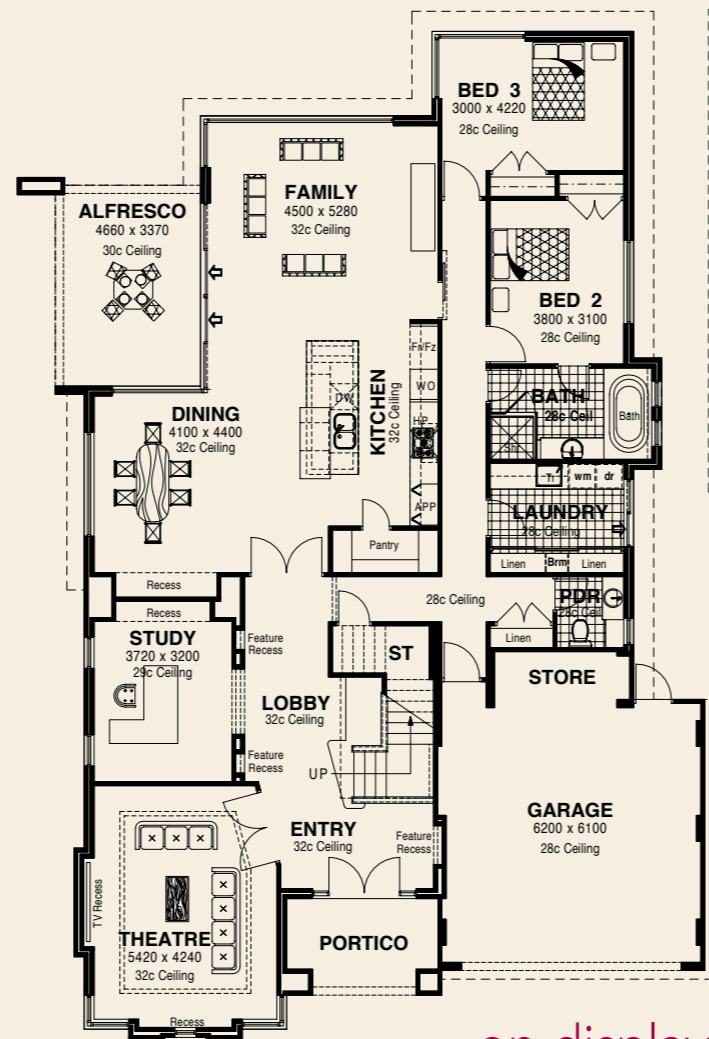 BED 3
3000 x 4220
28c Ceiling
FAMILY
4500 x 5280
32c Ceiling
ALFRESCO
4660 x 3370
30c Ceiling
BED 2
3800 x 3100
28c Ceiling
Fr/Fz
WO
HP
APP
DW
KITCHEN
32c Ceiling
BATH
28c Ceil
Bath
Shr
DINING
4100 x 4400
32c Ceiling
Tr
wm
dr
LAUNDRY
28c Ceiling
Linen
Brm
Linen
Pantry
Recess
Recess
28c Ceiling
PDR
28c Ceil
Linen
STUDY
3720 x 3200
29c Ceiling
Feature
Recess
ST
STORE
LOBBY
32c Ceiling
Feature
Recess
UP
ENTRY
32c Ceiling
Feature
Recess
GARAGE
6200 x 6100
28c Ceiling
TV Recess
THEATRE
5420 x 4240
32c Ceiling
PORTICO
Recess
on display